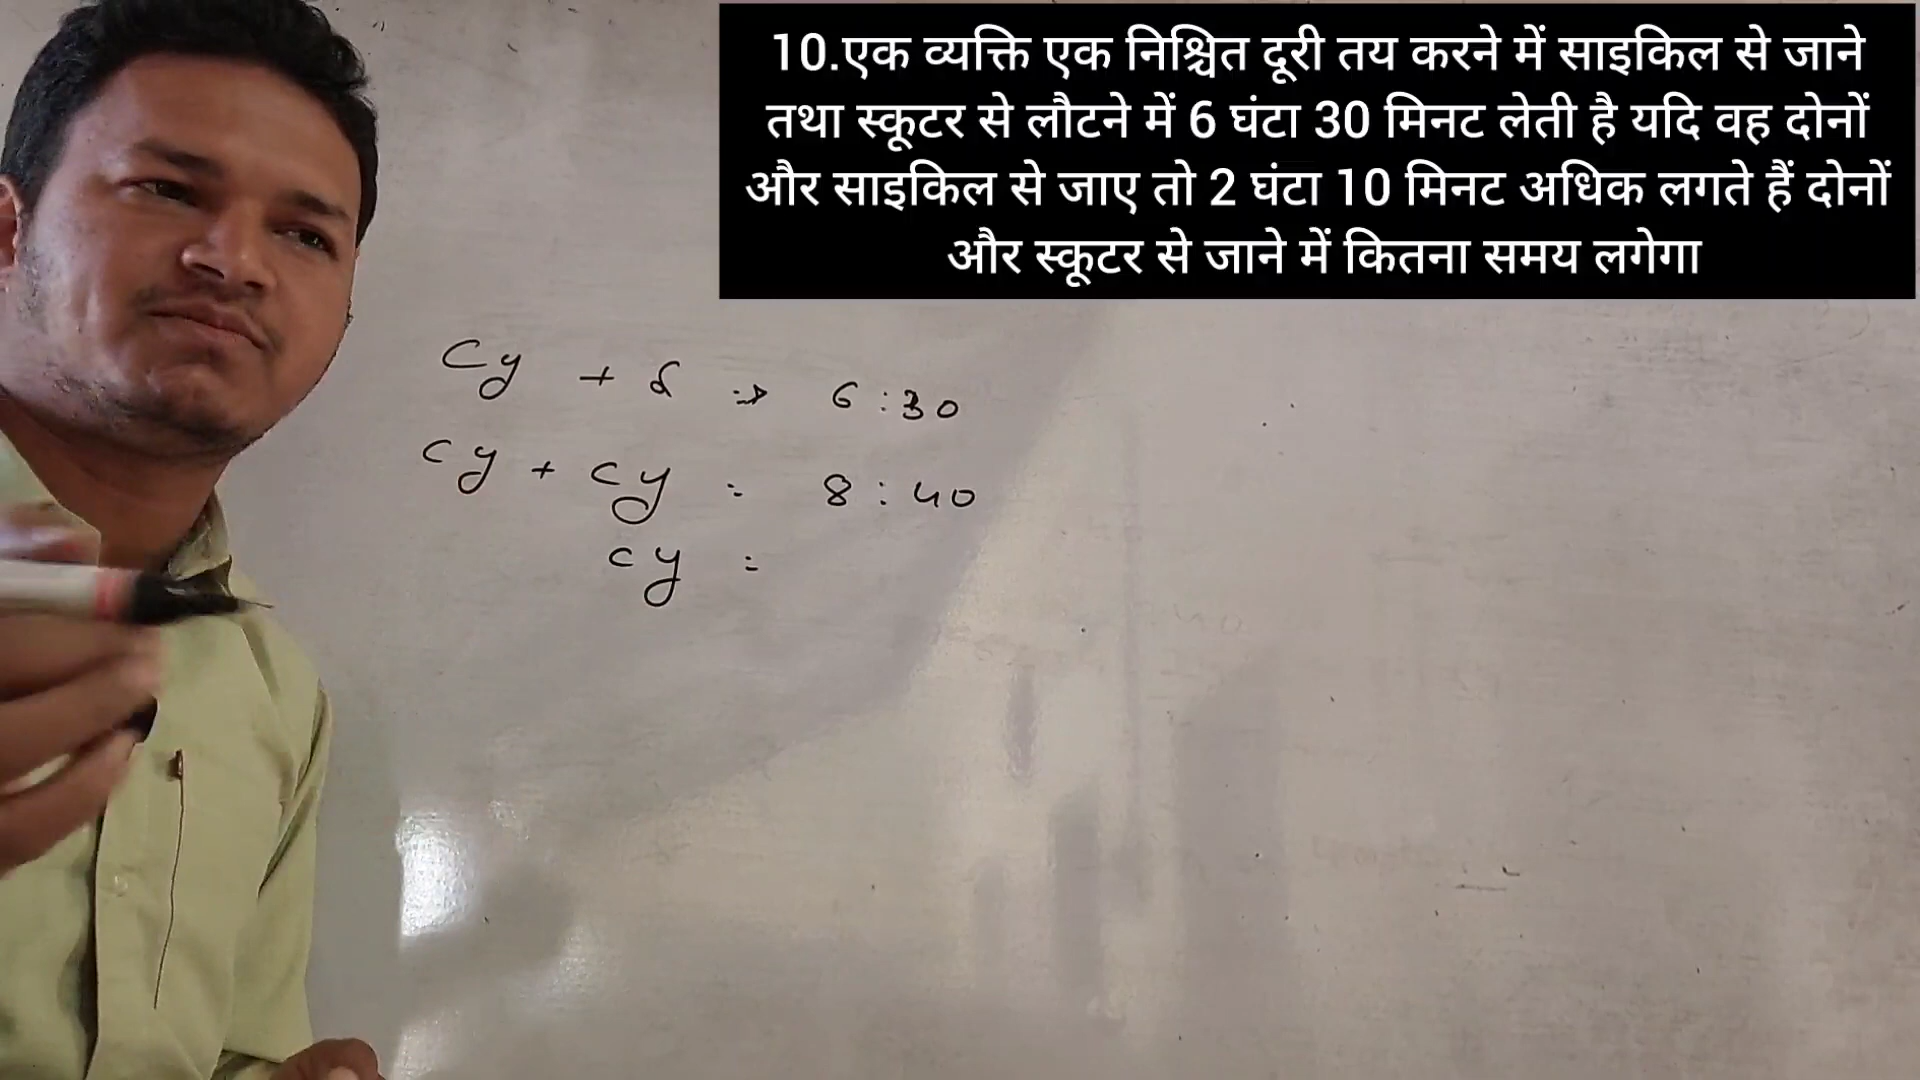 10.एक व्यक्ति एक निश्चित दूरी तय करने में साइकिल से जाने
तथा स्कूटर से लौटने में 6 घंटा 30 मिनट लेती है यदि वह दोनों
और साइकिल से जाए तो 2 घंटा 10 मिनट अधिक लगते हैं दोनों
और स्कूटर से जाने में कितना समय लगेगा
Cy + S => 6:30
cy + cy = 8:40
cy =